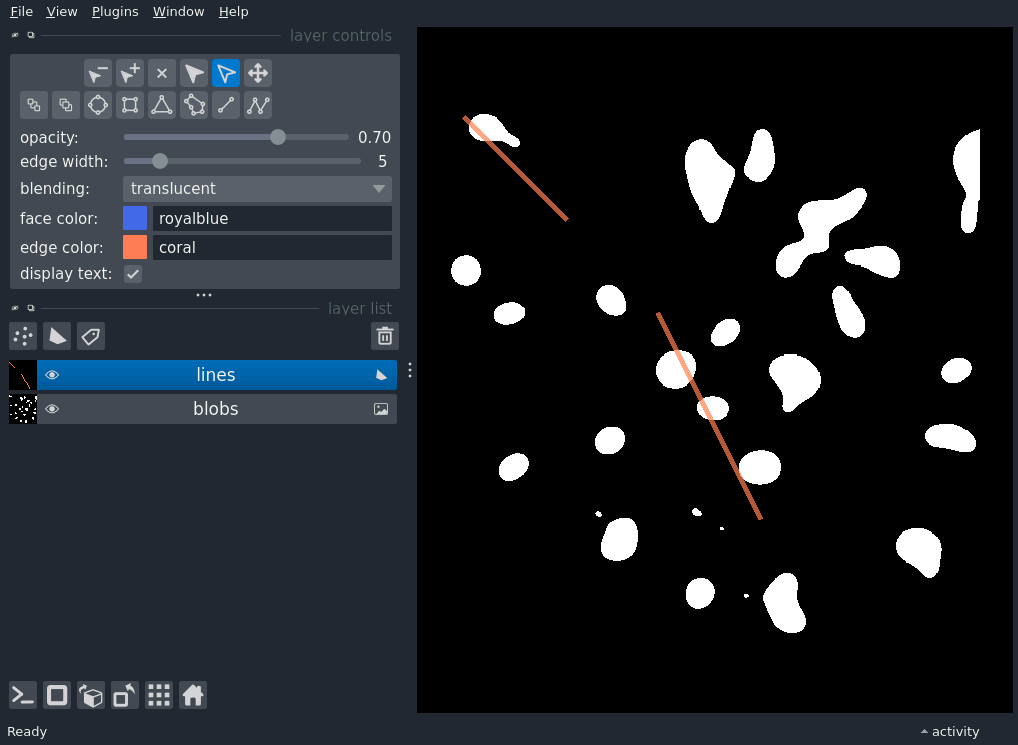 File View Plugins Window Help
layer controls
opacity: 0.70
edge width: 5
blending: translucent
face color: royalblue
edge color: coral
display text:
layer list
lines
blobs
Ready
activity